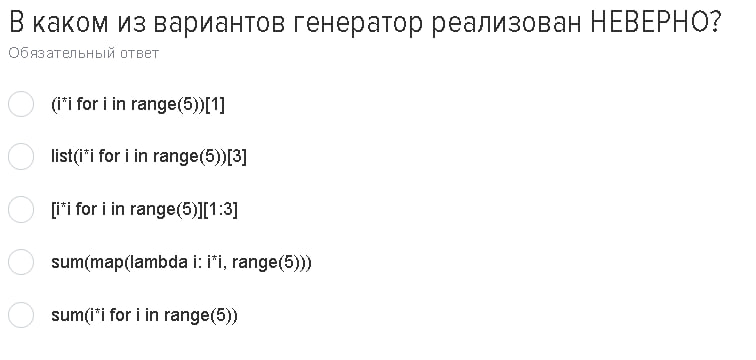 В каком из вариантов генератор реализован НЕВЕРНО?
Обязательный ответ
(i*i for i in range(5))[1]
list(i*i for i in range(5))[3]
[i*i for i in range(5)][1:3]
sum(map(lambda i: i*i, range(5)))
sum(i*i for i in range(5))